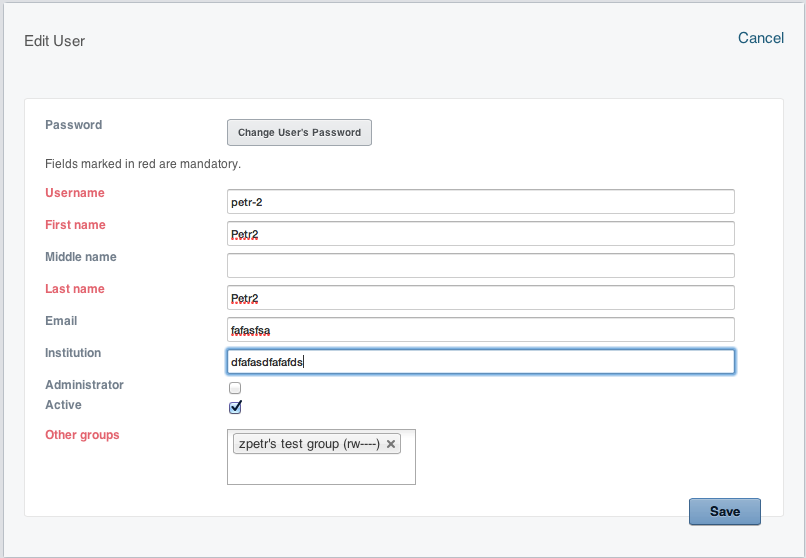 Edit User
Cancel
Password
Change User's Password
Fields marked in red are mandatory.
Username
petr-2
First name
Petr2
Middle name
Last name
Petr2
Email
fafasfsa
Institution
dfafasdfafafds
Administrator
Active
Other groups
zpetr's test group (rw----) ×
Save